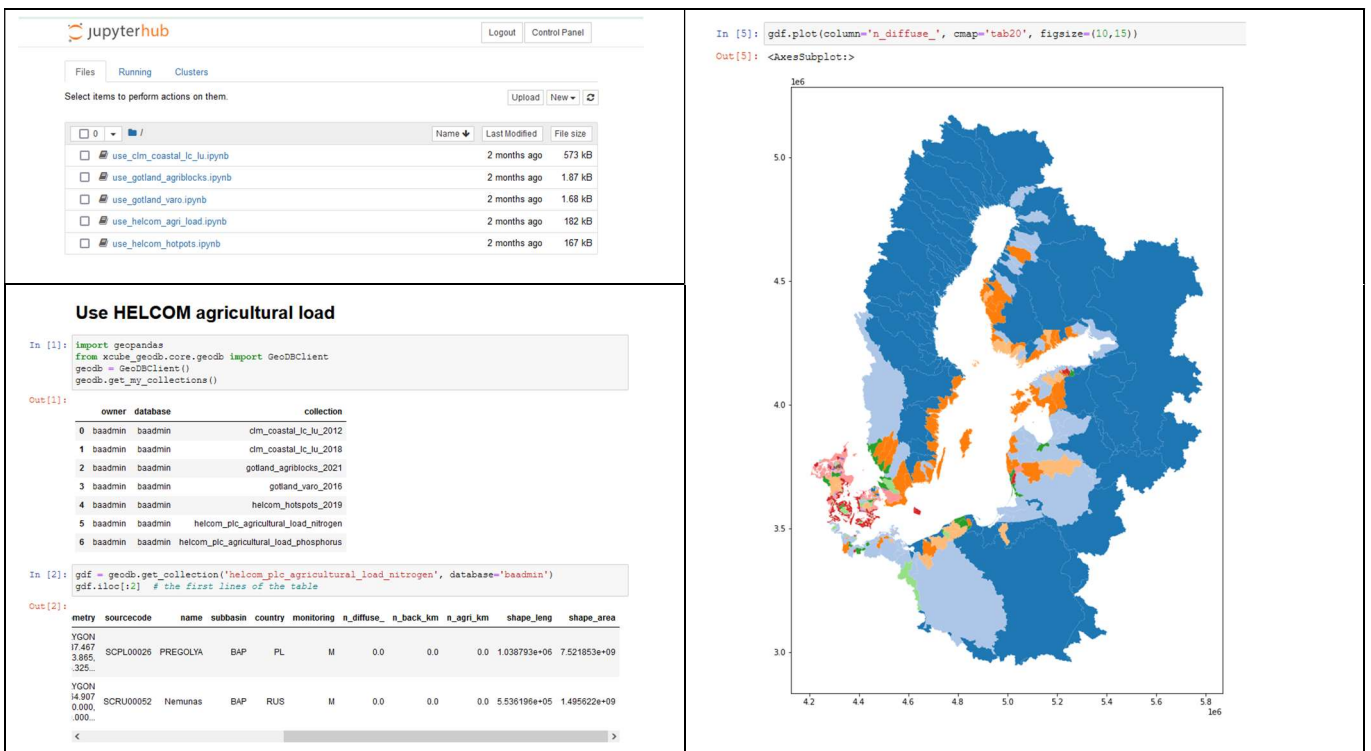 jupyterhub
Logout Control Panel
Files Running Clusters
Select items to perform actions on them.
Upload New
0 /
Name Last Modified File size
use_clm_coastal_lc_lu.ipynb 2 months ago 573 kB
use_gotland_agriblocks.ipynb 2 months ago 1.87 kB
use_gotland_varo.ipynb 2 months ago 1.68 kB
use_helcom_agri_load.ipynb 2 months ago 182 kB
use_helcom_hotpots.ipynb 2 months ago 167 kB
Use HELCOM agricultural load
In [1]: import geopandas
from xcube_geodb.core.geodb import GeoDBClient
geodb = GeoDBClient()
geodb.get_my_collections()
Out[1]:
owner database collection
0 baadmin baadmin clm_coastal_lc_lu_2012
1 baadmin baadmin clm_coastal_lc_lu_2018
2 baadmin baadmin gotland_agriblocks_2021
3 baadmin baadmin gotland_varo_2016
4 baadmin baadmin helcom_hotspots_2019
5 baadmin baadmin helcom_plc_agricultural_load_nitrogen
6 baadmin baadmin helcom_plc_agricultural_load_phosphorus
In [2]: gdf = geodb.get_collection('helcom_plc_agricultural_load_nitrogen', database='baadmin')
gdf.iloc[:2] # the first lines of the table
Out[2]:
metry sourcecode name subbasin country monitoring n_diffuse_ n_back_km n_agri_km shape_leng shape_area
YGON
17.467
3.865, SCPL00026 PREGOLYA BAP PL M 0.0 0.0 0.0 1.038793e+06 7.521853e+09
.325...
YGON
i4.907
0.000, SCRU00052 Nemunas BAP RUS M 0.0 0.0 0.0 5.536196e+05 1.495622e+09
.000...
In [5]: gdf.plot(column='n_diffuse_', cmap='tab20', figsize=(10,15))
Out[5]: <AxesSubplot:>
1e6
5.0
4.5
4.0
3.5
3.0
4.2 4.4 4.6 4.8 5.0 5.2 5.4 5.6 5.8
1e6